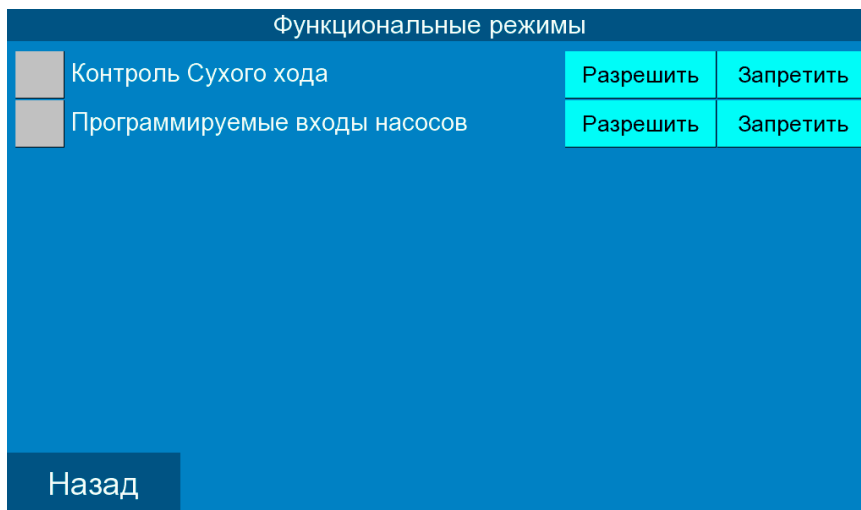 Функциональные режимы
Контроль Сухого хода Разрешить Запретить
Программируемые входы насосов Разрешить Запретить
Назад